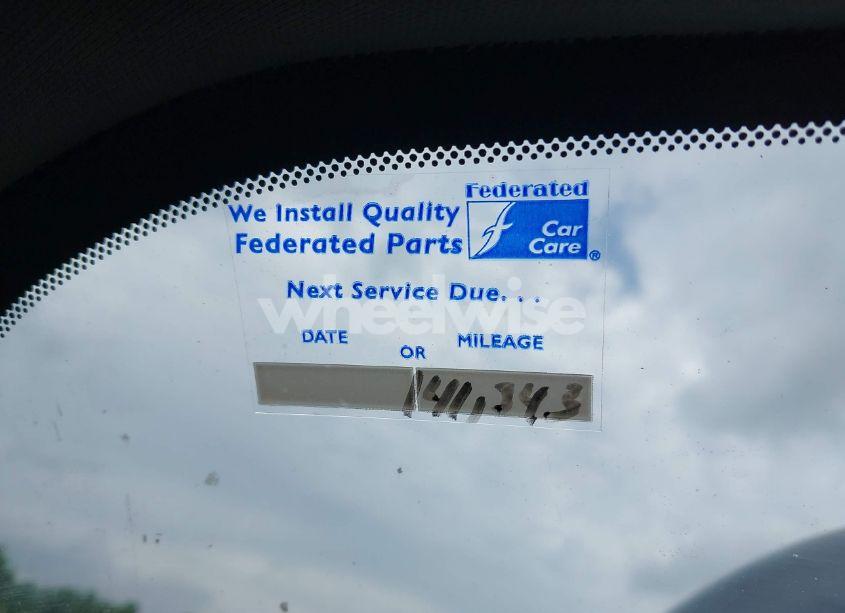 Federated
We Install Quality
Federated Parts
Car
Care®
Next Service Due. . .
wheelwise
DATE
OR
MILEAGE
141,343